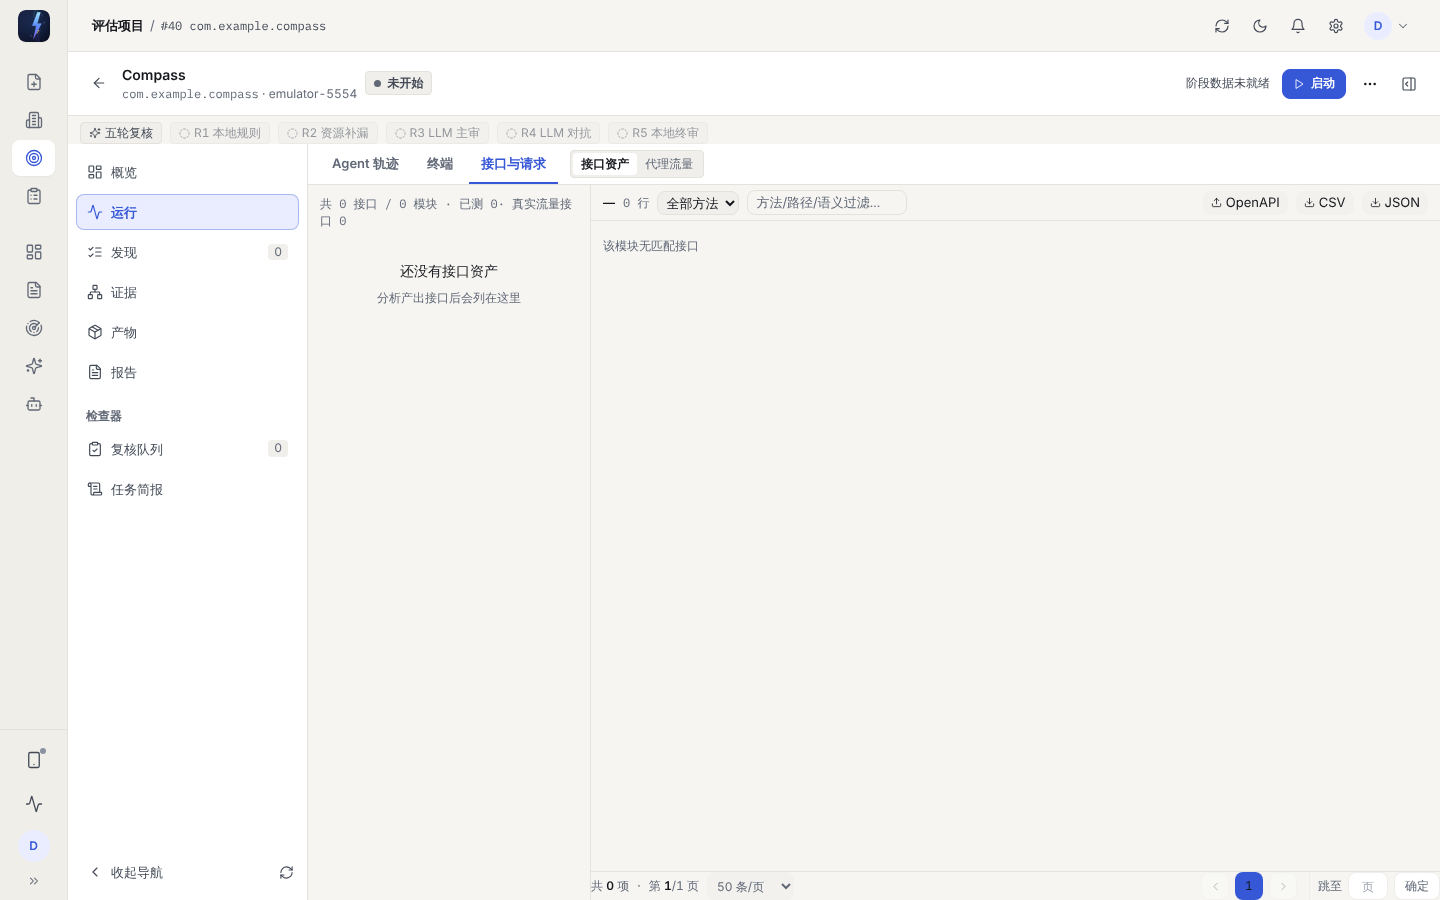 评估项目 / #40 com.example.compass
D
Compass
com.example.compass · emulator-5554
未开始
阶段数据未就绪
启动
五轮复核
R1 本地规则
R2 资源补漏
R3 LLM 主审
R4 LLM 对抗
R5 本地终审
概览
运行
发现 0
证据
产物
报告
检查器
复核队列 0
任务简报
收起导航
D
Agent 轨迹
终端
接口与请求
接口资产
代理流量
共 0 接口 / 0 模块 · 已测 0· 真实流量接
口 0
还没有接口资产
分析产出接口后会列在这里
— 0 行
全部方法
方法/路径/语义过滤...
OpenAPI
CSV
JSON
该模块无匹配接口
共 0 项 · 第 1/1 页
50 条/页
1
跳至
页
确定